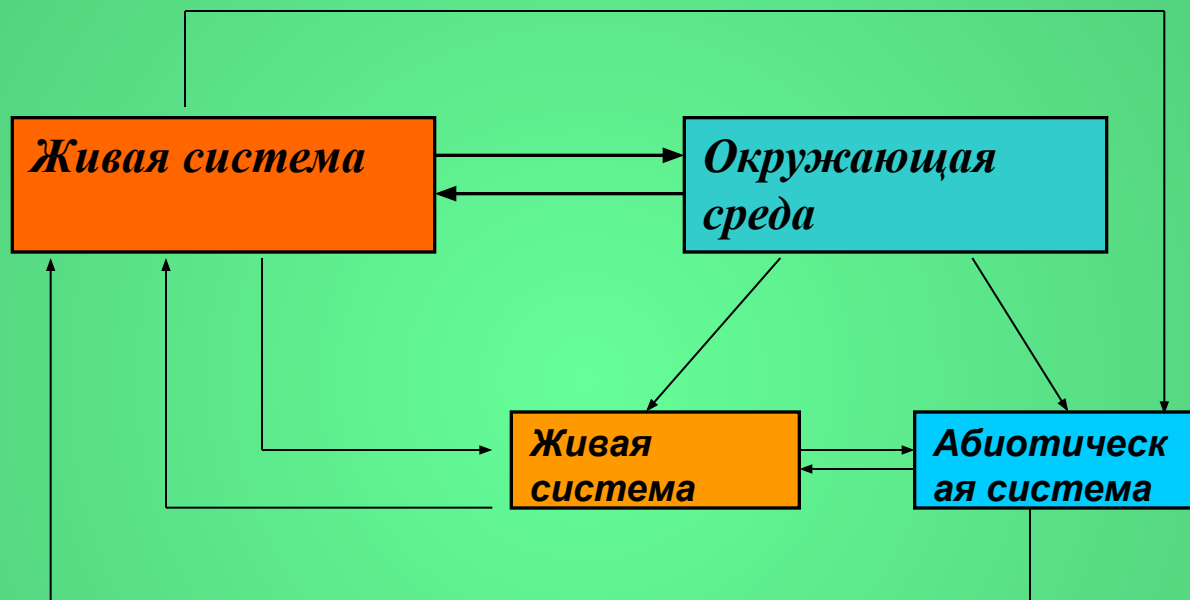 Живая система
Окружающая
среда
Живая
система
Абиотическ
ая система